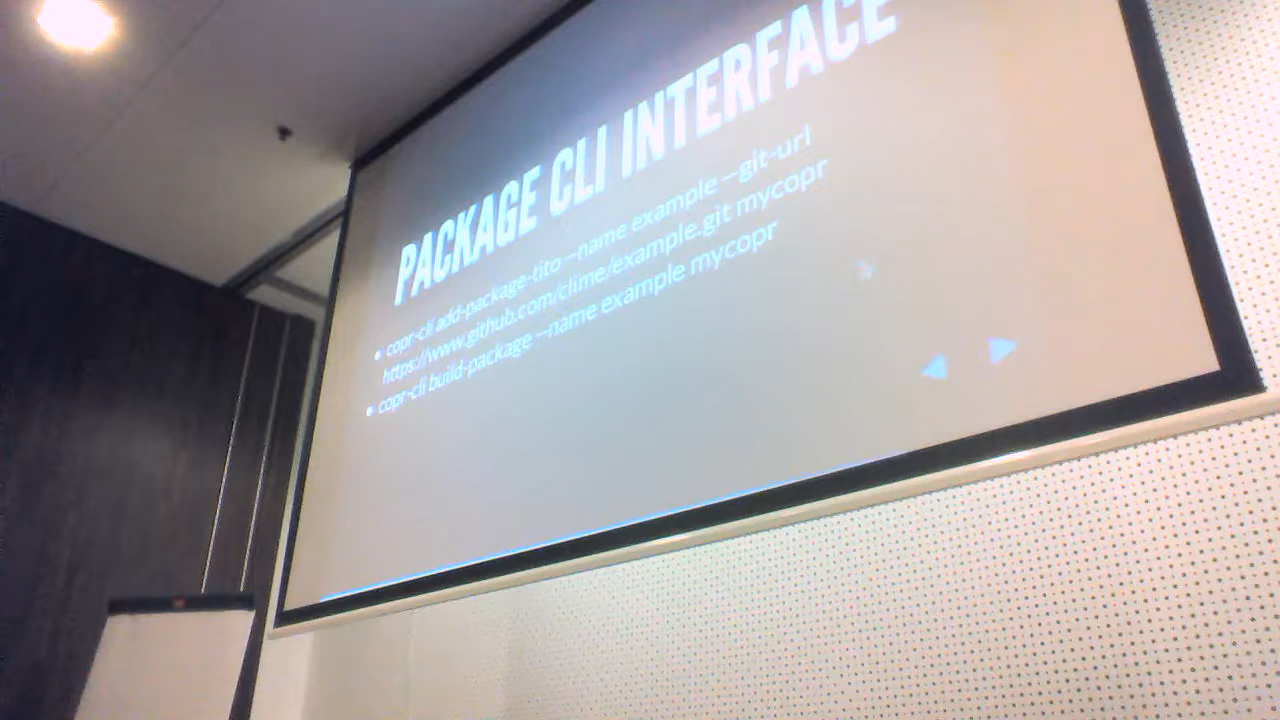 PACKAGE CLI INTERFACE
copr-cli add-package-tito –name example –git-url
https://www.github.com/clime/example.git mycopr
copr-cli build-package –name example mycopr